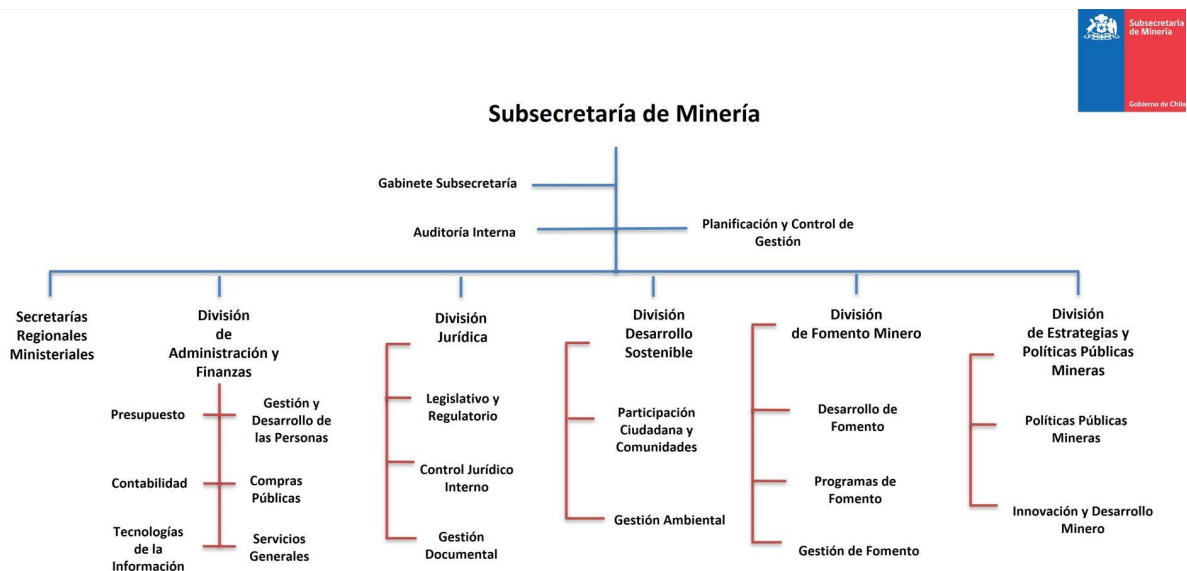 Subsecretaría
de Minería
Gobierno de Chile
Subsecretaría de Minería
Gabinete Subsecretaría
Auditoría Interna
Planificación y Control de
Gestión
Secretarías
Regionales
Ministeriales
División
de
Administración y
Finanzas
Presupuesto
Gestión y
Desarrollo de
las Personas
Contabilidad
Compras
Públicas
Tecnologías
de la
Información
Servicios
Generales
División
Jurídica
Legislativo y
Regulatorio
Control Jurídico
Interno
Gestión
Documental
División
Desarrollo
Sostenible
Participación
Ciudadana y
Comunidades
Gestión Ambiental
División
de Fomento Minero
Desarrollo de
Fomento
Programas de
Fomento
Gestión de Fomento
División
de Estrategias y
Políticas Públicas
Mineras
Políticas Públicas
Mineras
Innovación y Desarrollo
Minero